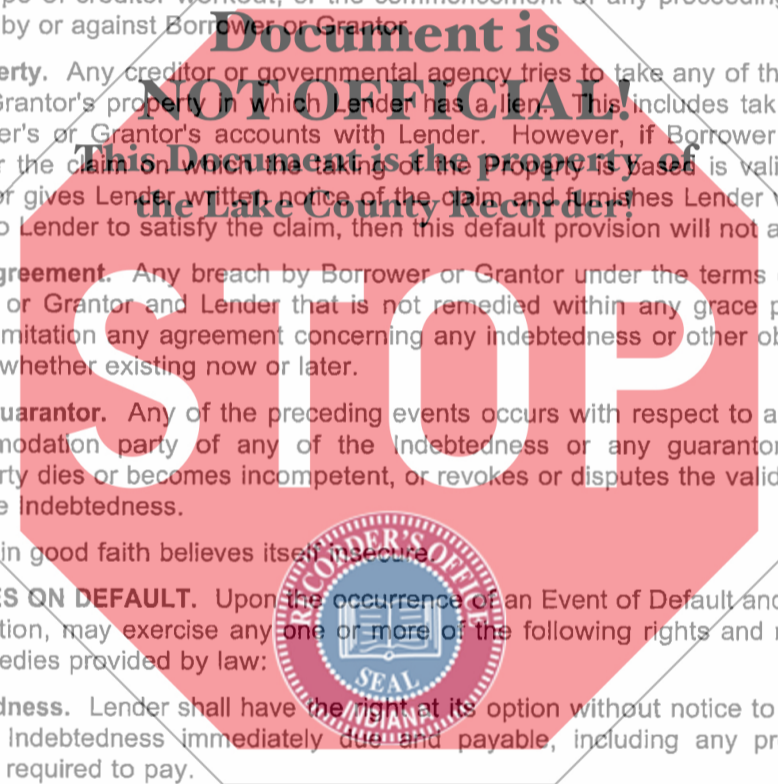 by or against Borrower or Grantor.
Document is
erty. Any creditor or governmental agency tries to take any of th
NOT OFFICIAL!
Grantor's property in which Lender has a lien. This includes tak
er's or Grantor's accounts with Lender. However, if Borrower
This Document is the property of
the claim on which the taking of the Property is based is vali
the Lake County Recorder!
or gives Lender written notice of the claim and furnishes Lender
o Lender to satisfy the claim, then this default provision will not a
greement. Any breach by Borrower or Grantor under the terms
or Grantor and Lender that is not remedied within any grace p
mitation any agreement concerning any indebtedness or other ob
whether existing now or later.
STOP
uarantor. Any of the preceding events occurs with respect to a
modation party of any of the Indebtedness or any guarantor
rty dies or becomes incompetent, or revokes or disputes the valid
e Indebtedness.
in good faith believes itself insecure.
S ON DEFAULT. Upon the occurrence of an Event of Default and
tion, may exercise any one or more of the following rights and r
edies provided by law:
RECORDER'S OFFICE
SEAL
INDIANA
dness. Lender shall have the right at its option without notice to
Indebtedness immediately due and payable, including any pr
required to pay.